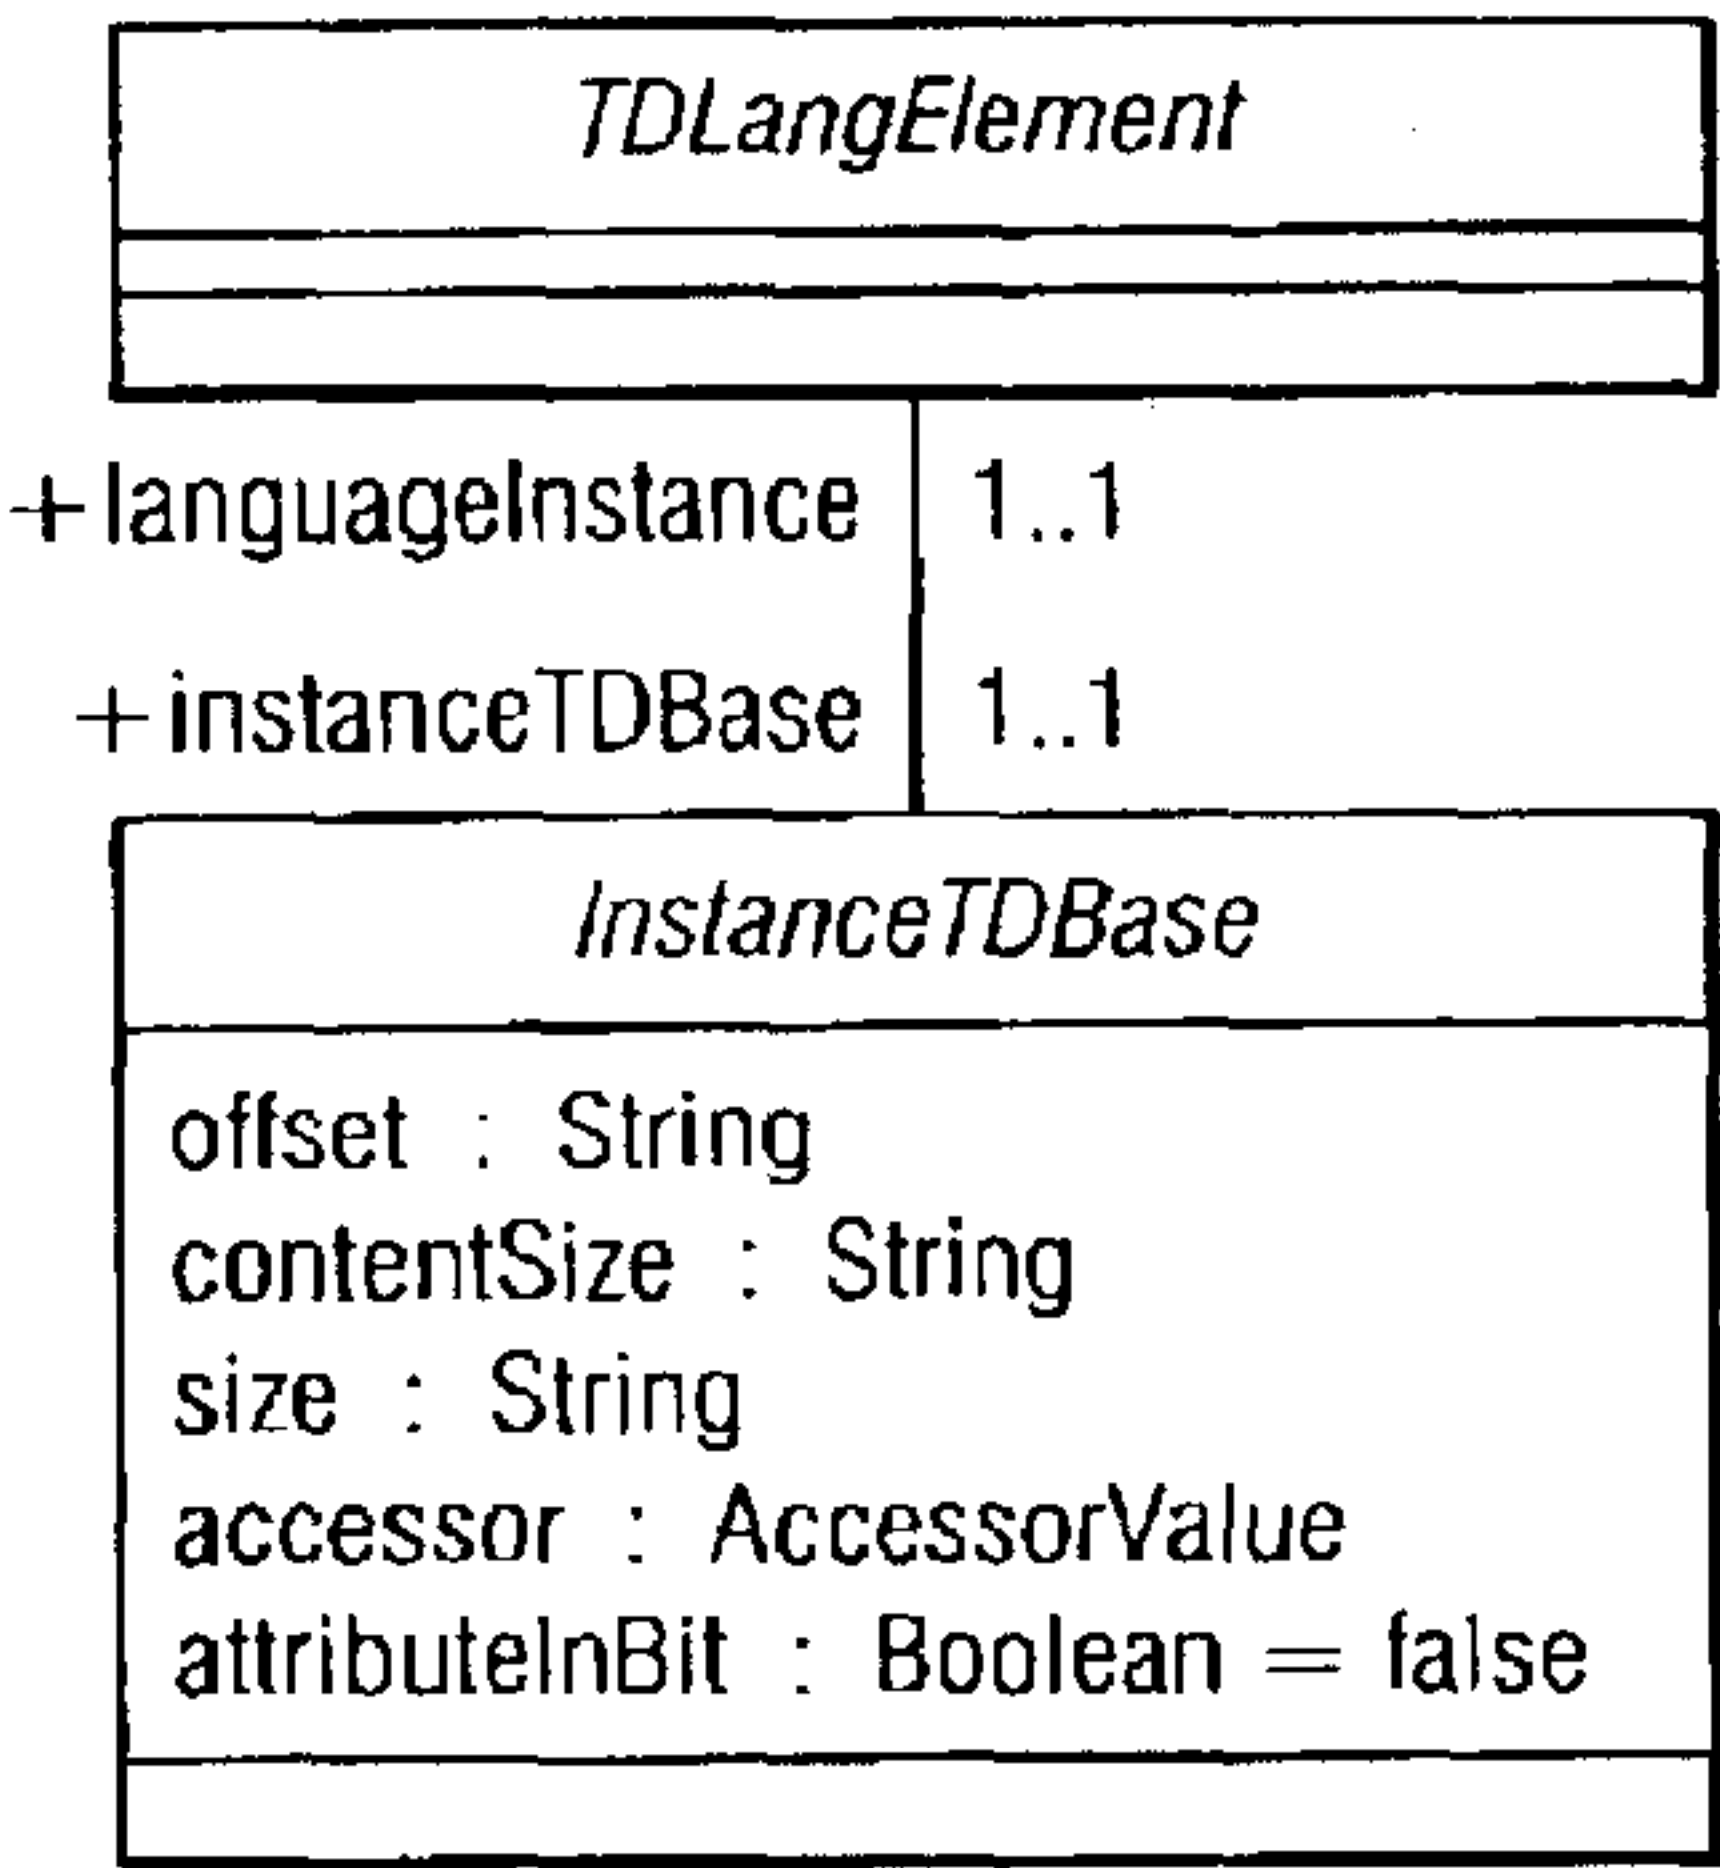 TDLangElement
+languageInstance 1..1
+instanceTDBase 1..1
InstanceTDBase
offset : String
contentSize : String
size : String
accessor : AccessorValue
attributeInBit : Boolean = false